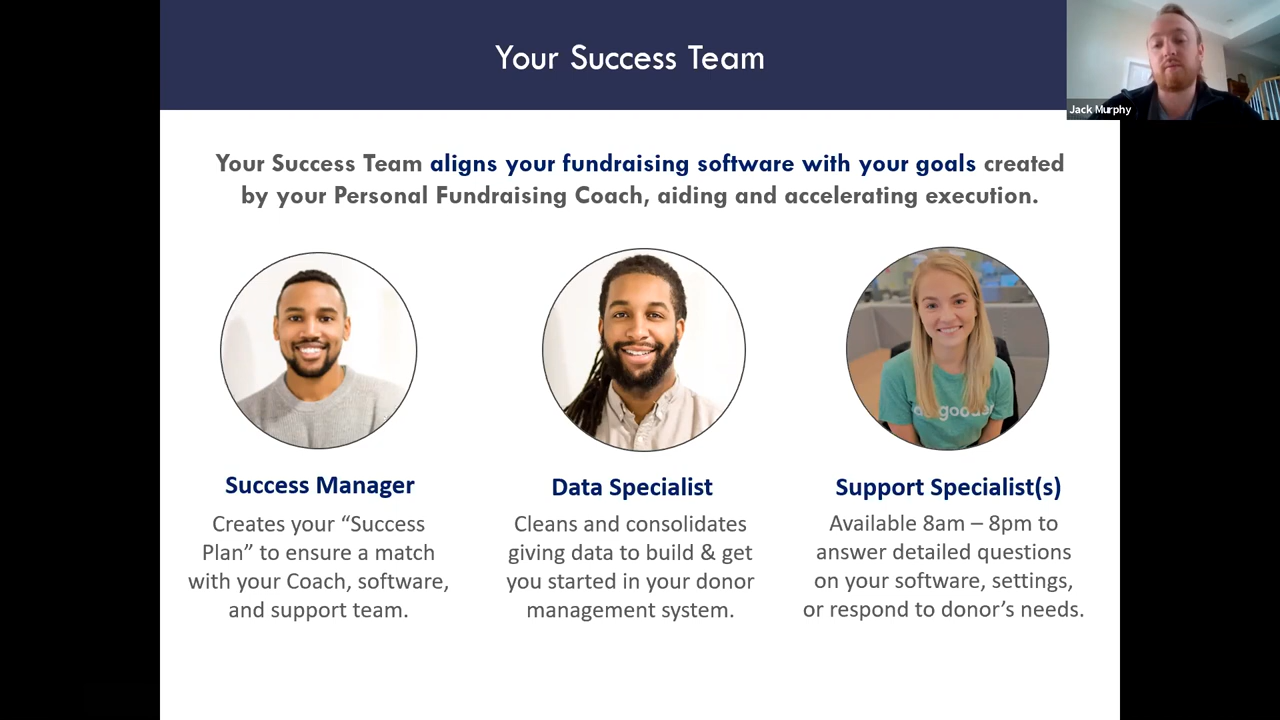 Your Success Team
Jack Murphy
Your Success Team aligns your fundraising software with your goals created
by your Personal Fundraising Coach, aiding and accelerating execution.
Success Manager
Creates your “Success
Plan” to ensure a match
with your Coach, software,
and support team.
Data Specialist
Cleans and consolidates
giving data to build & get
you started in your donor
management system.
Support Specialist(s)
Available 8am – 8pm to
answer detailed questions
on your software, settings,
or respond to donor’s needs.